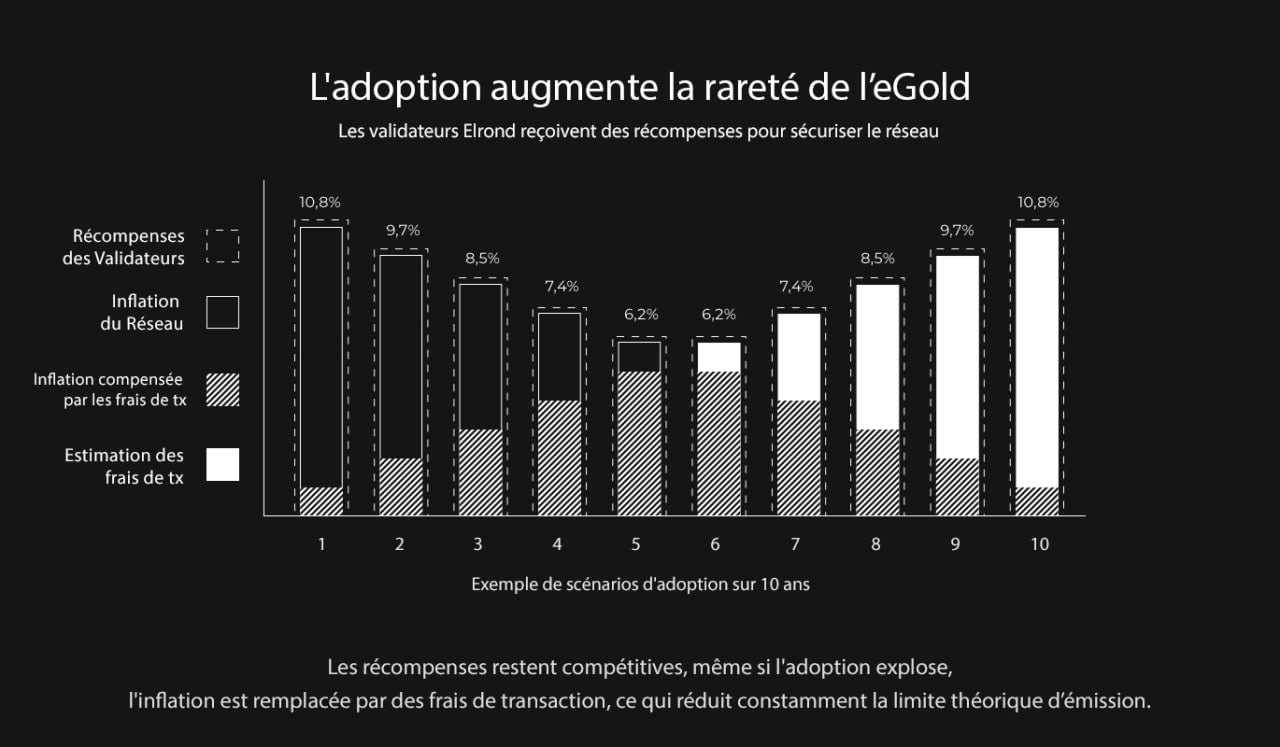 L'adoption augmente la rareté de l’eGold
Les validateurs Elrond reçoivent des récompenses pour sécuriser le réseau
Récompenses
des Validateurs
Inflation
du Réseau
Inflation compensée
par les frais de tx
Estimation des
frais de tx
10,8%
9,7%
8,5%
7,4%
6,2%
6,2%
7,4%
8,5%
9,7%
10,8%
1 2 3 4 5 6 7 8 9 10
Exemple de scénarios d'adoption sur 10 ans
Les récompenses restent compétitives, même si l'adoption explose,
l'inflation est remplacée par des frais de transaction, ce qui réduit constamment la limite théorique d’émission.